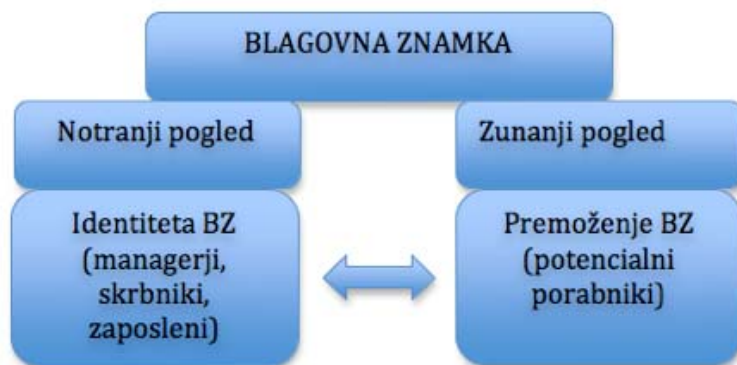 BLAGOVNA ZNAMKA
Notranji pogled
Zunanji pogled
Identiteta BZ
(managerji,
skrbniki,
zaposleni)
Premoženje BZ
(potencialni
porabniki)